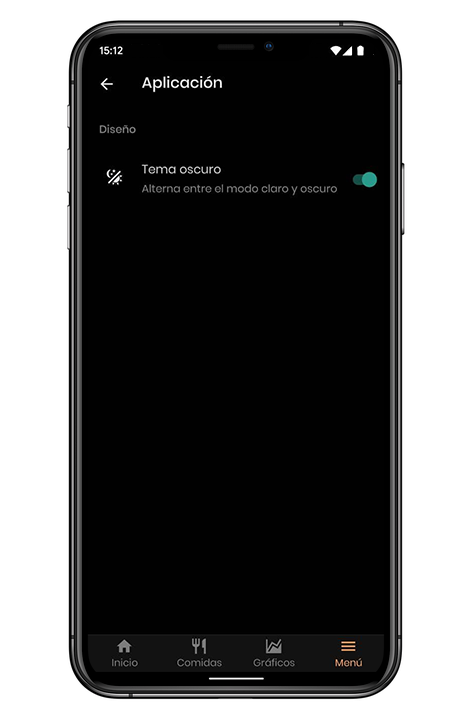 15:12
Aplicación
Diseño
Tema oscuro
Alterna entre el modo claro y oscuro
Inicio
Comidas
Gráficos
Menú